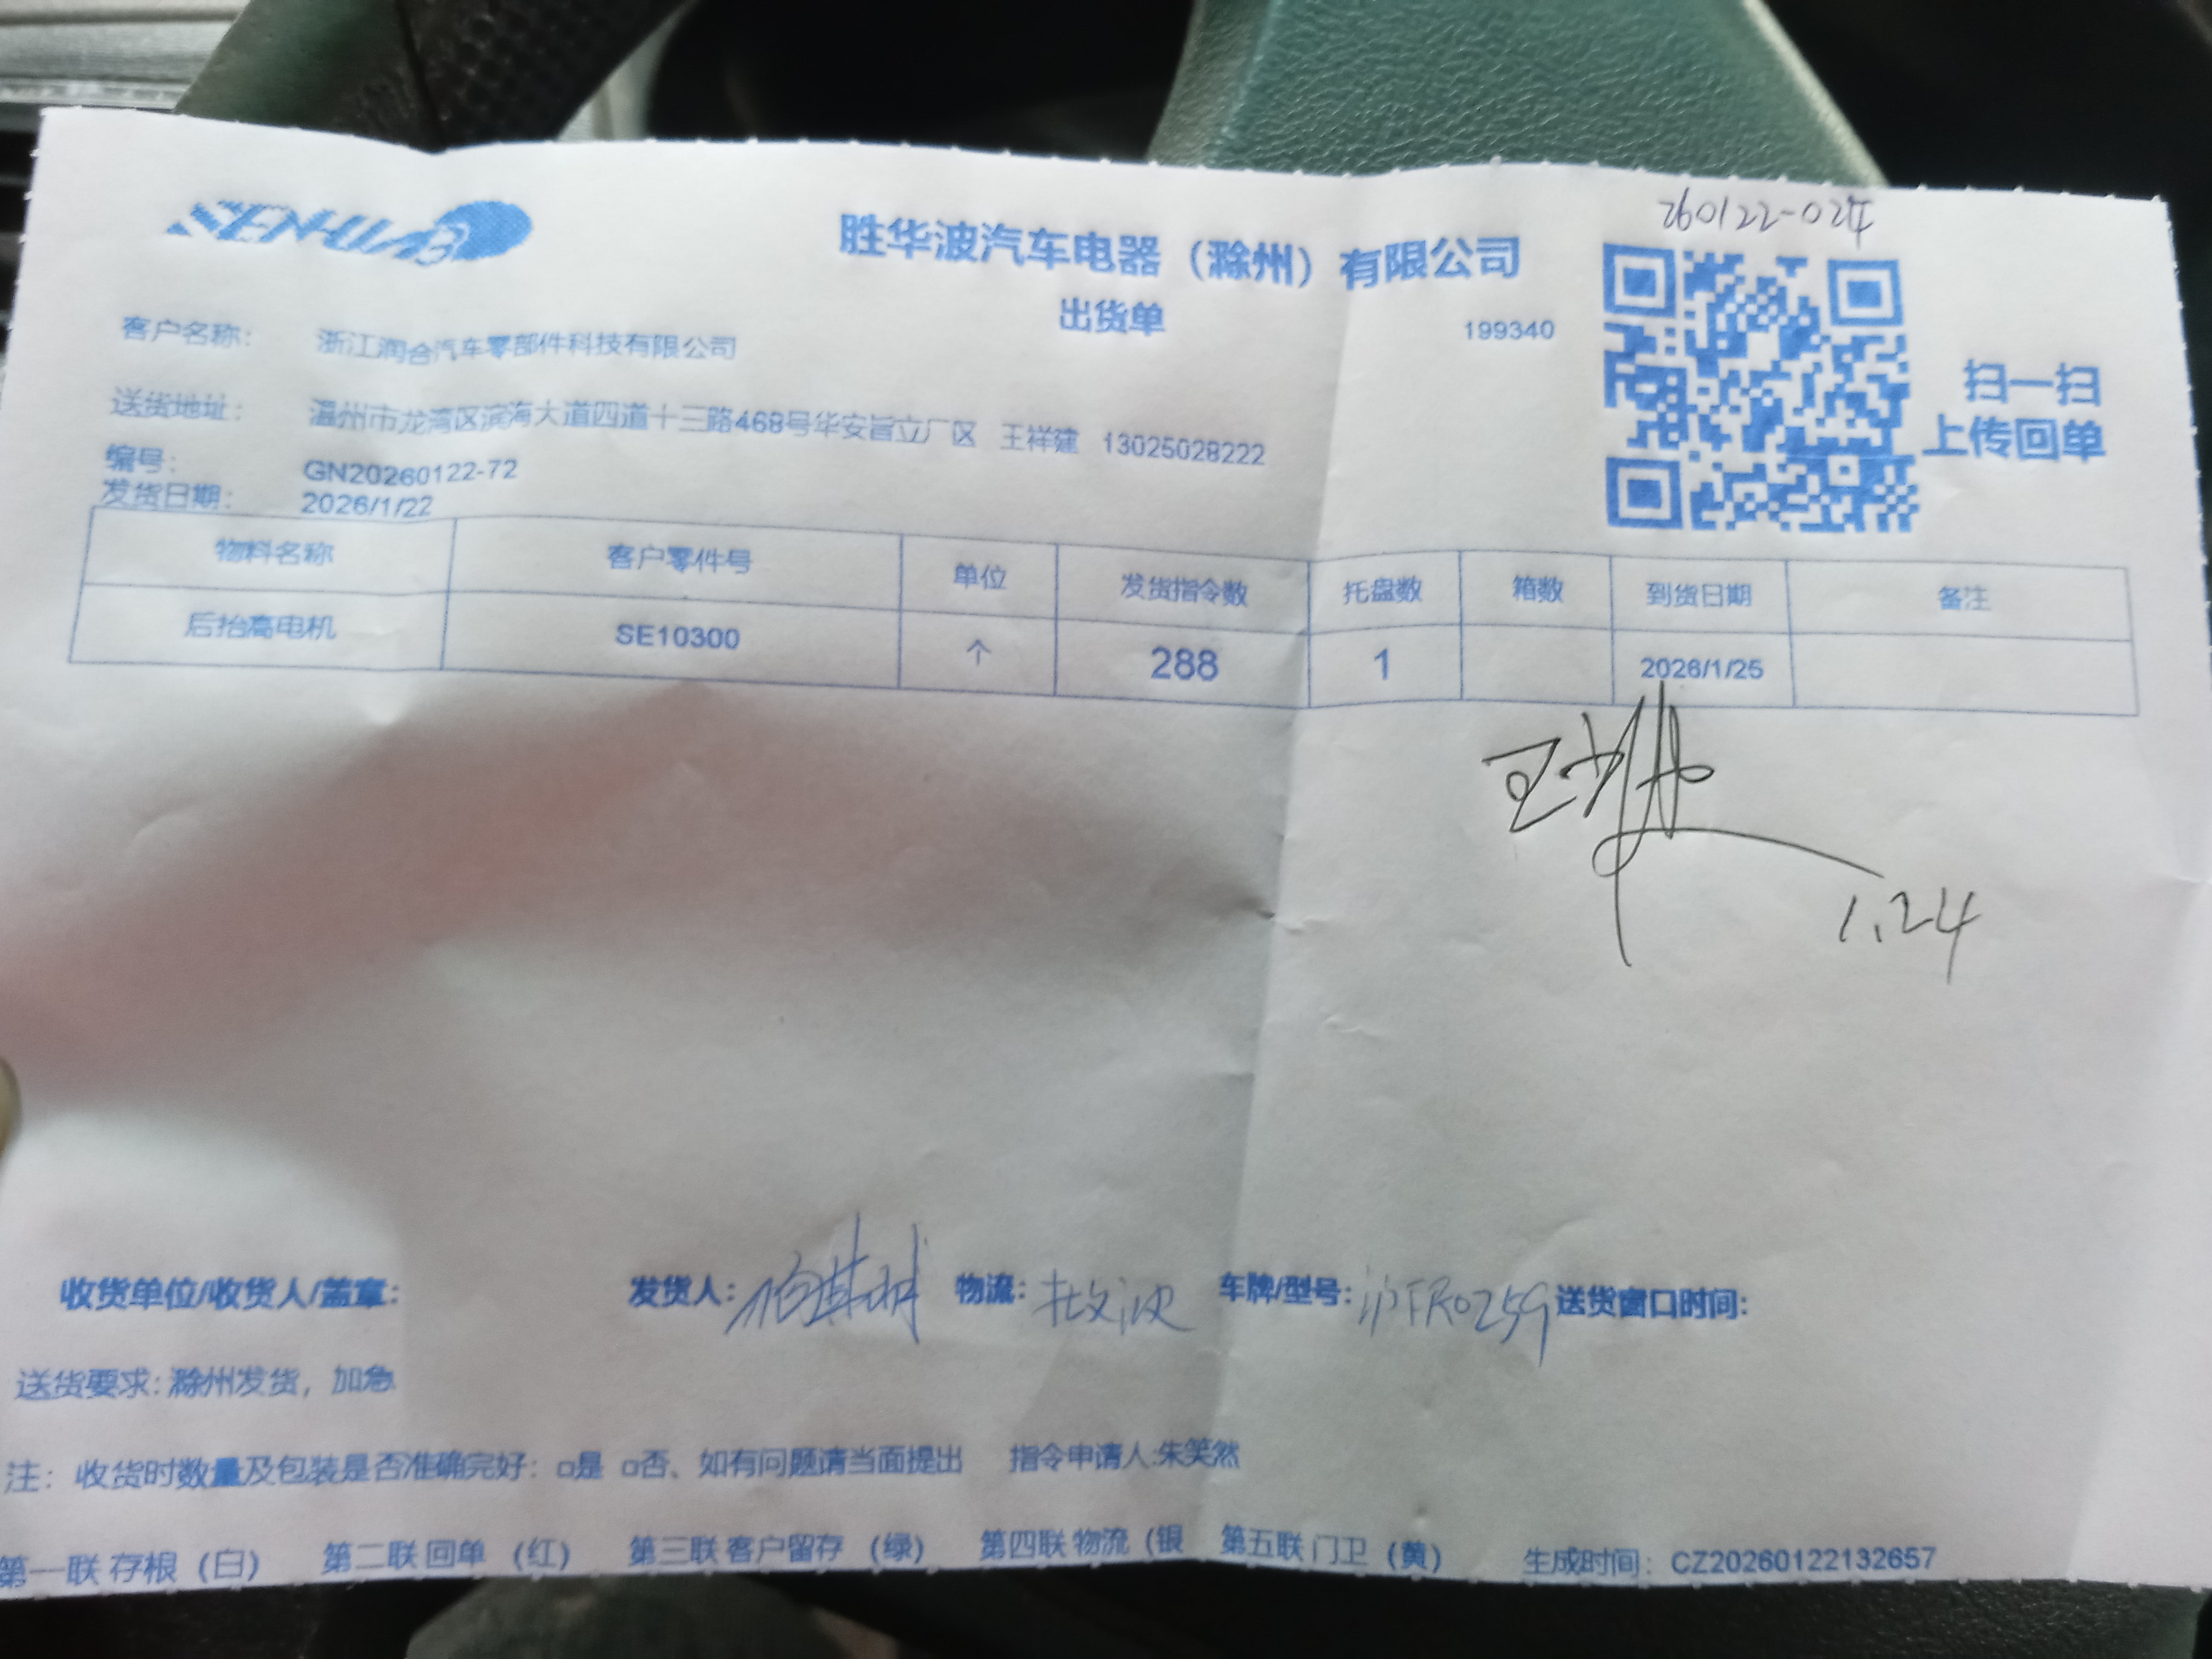 260122-024
SENHUAB
胜华波汽车电器（滁州）有限公司
出货单
199340
扫一扫
上传回单
客户名称： 浙江润合汽车零部件科技有限公司
送货地址： 温州市龙湾区滨海大道四道十三路468号华安旨立厂区 王祥建 13025028222
编号： GN20260122-72
发货日期： 2026/1/22
物料名称 客户零件号 单位 发货指令数 托盘数 箱数 到货日期 备注
后抬高电机 SE10300 个 288 1 2026/1/25
1.24
收货单位/收货人/盖章： 发货人： 物流： 车牌/型号：沪FR0259 送货窗口时间：
送货要求：滁州发货，加急
注： 收货时数量及包装是否准确完好：□是 □否、如有问题请当面提出 指令申请人:朱笑然
第一联 存根（白） 第二联 回单 （红） 第三联 客户留存 （绿） 第四联 物流（银 第五联 门卫（黄） 生成时间： CZ20260122132657